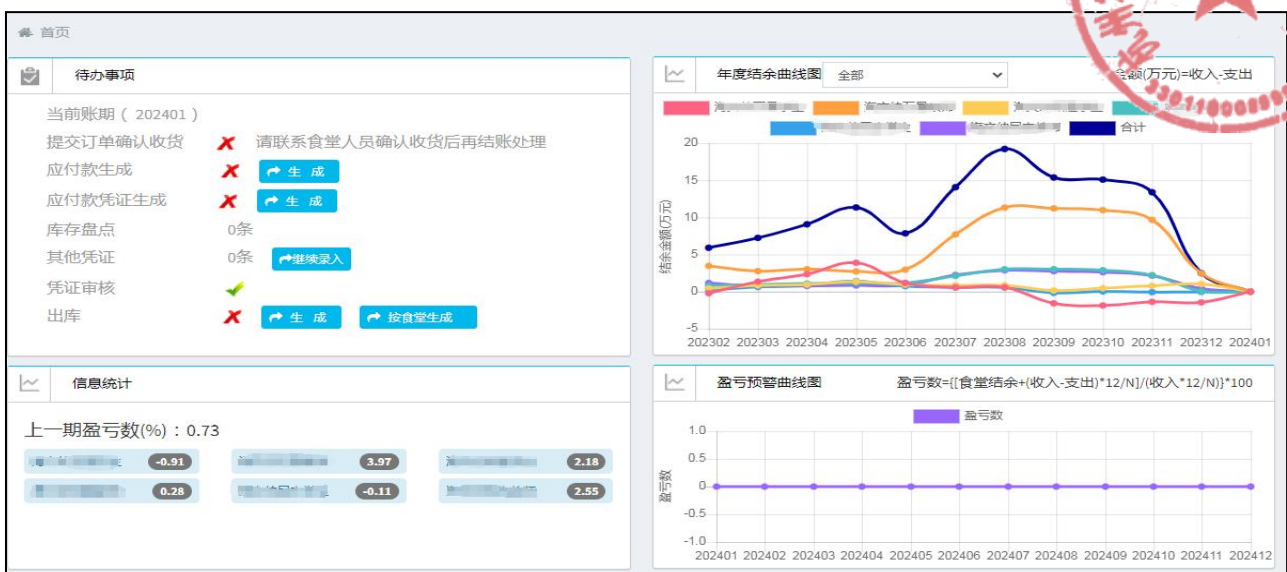 首页
待办事项
当前账期 ( 202401 )
提交订单确认收货 请联系食堂人员确认收货后再结账处理
应付款生成 生 成
应付款凭证生成 生 成
库存盘点 0条
其他凭证 0条 继续录入
凭证审核
出库 生 成 按食堂生成
年度结余曲线图 全部 金额(万元)=收入-支出
合计
结余金额(万元)
20
15
10
5
0
-5
202302 202303 202304 202305 202306 202307 202308 202309 202310 202311 202312 202401
信息统计
上一期盈亏数(%) : 0.73
-0.91 3.97 2.18
0.28 -0.11 2.55
盈亏预警曲线图 盈亏数={[食堂结余+(收入-支出)*12/N]/(收入*12/N)}*100
盈亏数
盈亏数
1.0
0.5
0
-0.5
-1.0
202401 202402 202403 202404 202405 202406 202407 202408 202409 202410 202411 202412